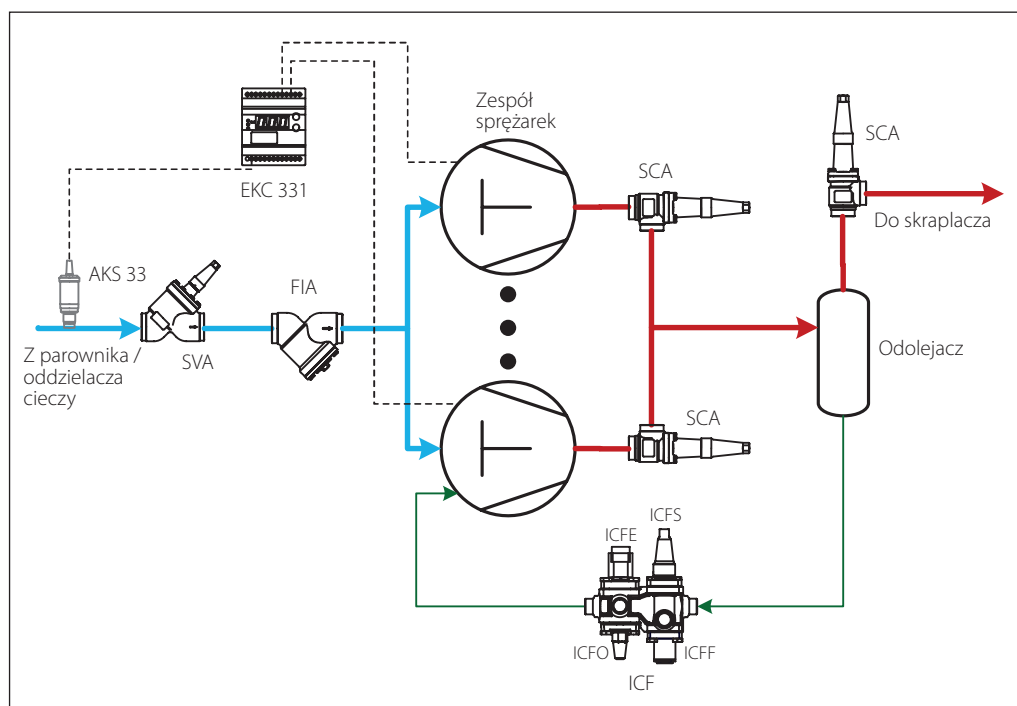 Zespół
sprężarek
SCA
EKC 331
SCA
Do skraplacza
AKS 33
FIA
SVA
Z parownika /
oddzielacza
cieczy
Odolejacz
SCA
ICFS
ICFE
ICFO
ICFF
ICF